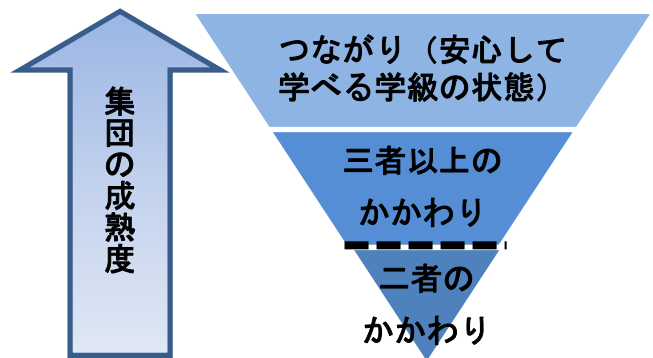 集団の成熟度
つながり（安心して
学べる学級の状態）
三者以上の
かかわり
二者の
かかわり